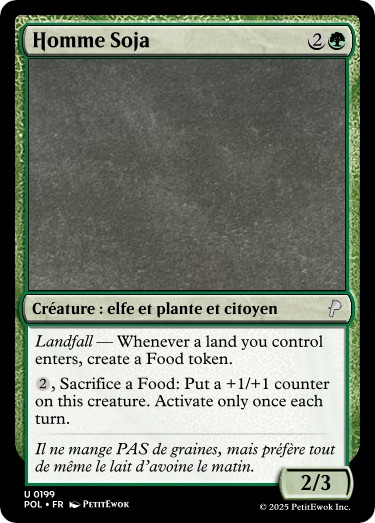 Homme Soja 2
Créature : elfe et plante et citoyen
Landfall — Whenever a land you control
enters, create a Food token.
2, Sacrifice a Food: Put a +1/+1 counter
on this creature. Activate only once each
turn.
Il ne mange PAS de graines, mais préfère tout
de même le lait d'avoine le matin.
2/3
U 0199
POL • FR PETITEWOK
© 2025 PetitEwok Inc.